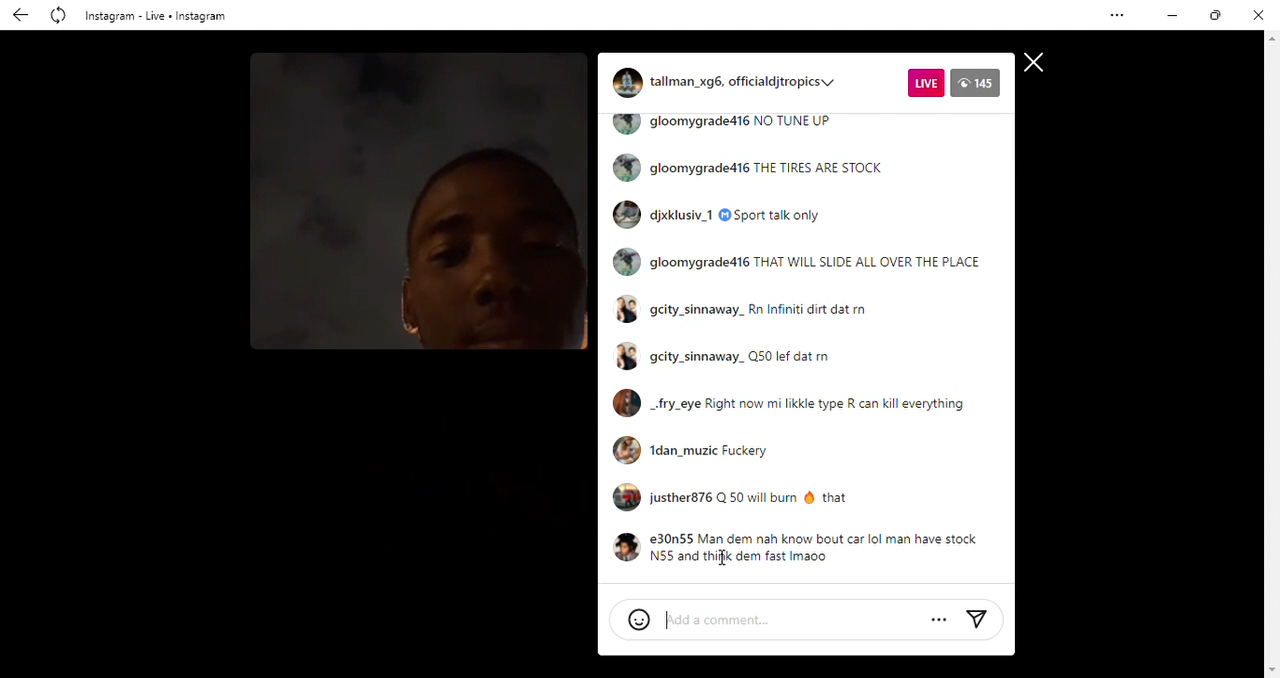 Instagram - Live • Instagram
tallman_xg6, officialdjtropics
LIVE
145
gloomygrade416 NO TUNE UP
gloomygrade416 THE TIRES ARE STOCK
djxklusiv_1 Ⓜ Sport talk only
gloomygrade416 THAT WILL SLIDE ALL OVER THE PLACE
gcity_sinnaway_ Rn Infiniti dirt dat rn
gcity_sinnaway_ Q50 lef dat rn
_.fry_eye Right now mi likkle type R can kill everything
1dan_muzic Fuckery
justher876 Q 50 will burn 🔥 that
e30n55 Man dem nah know bout car lol man have stock
N55 and think dem fast lmaoo
Add a comment...